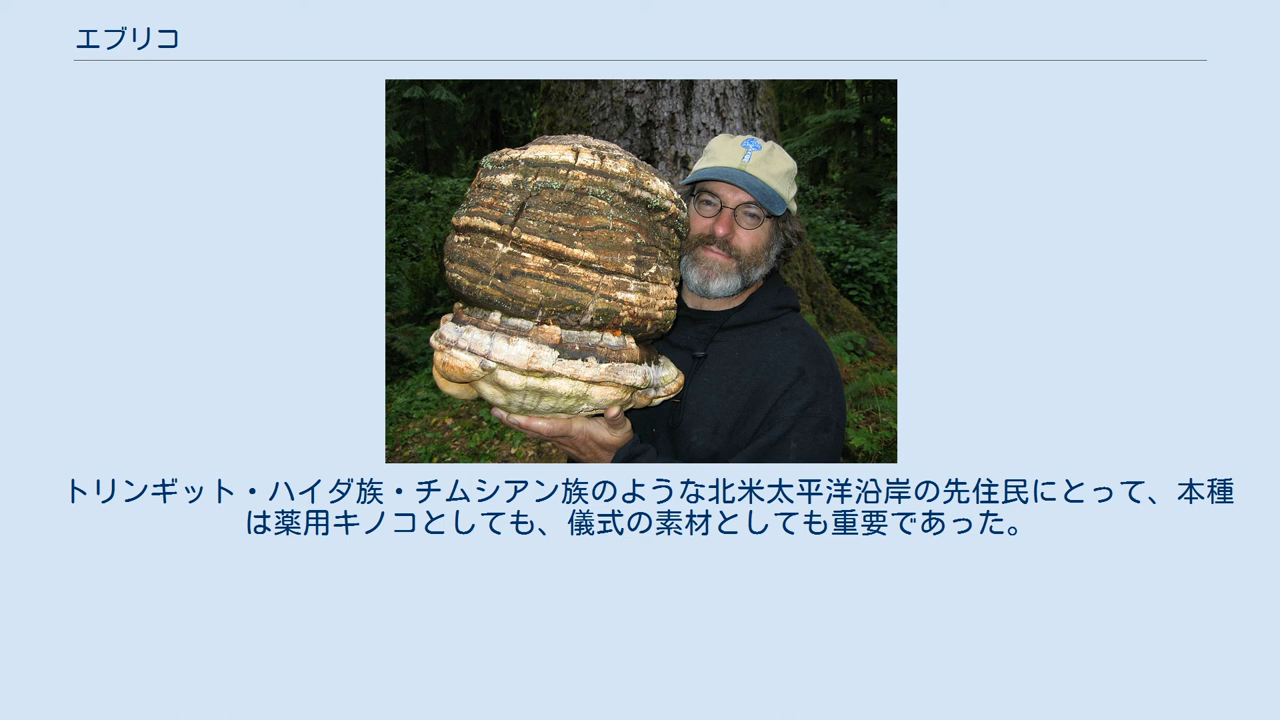 エブリコ
トリンギット・ハイダ族・チムシアン族のような北米太平洋沿岸の先住民にとって、本種
は薬用キノコとしても、儀式の素材としても重要であった。